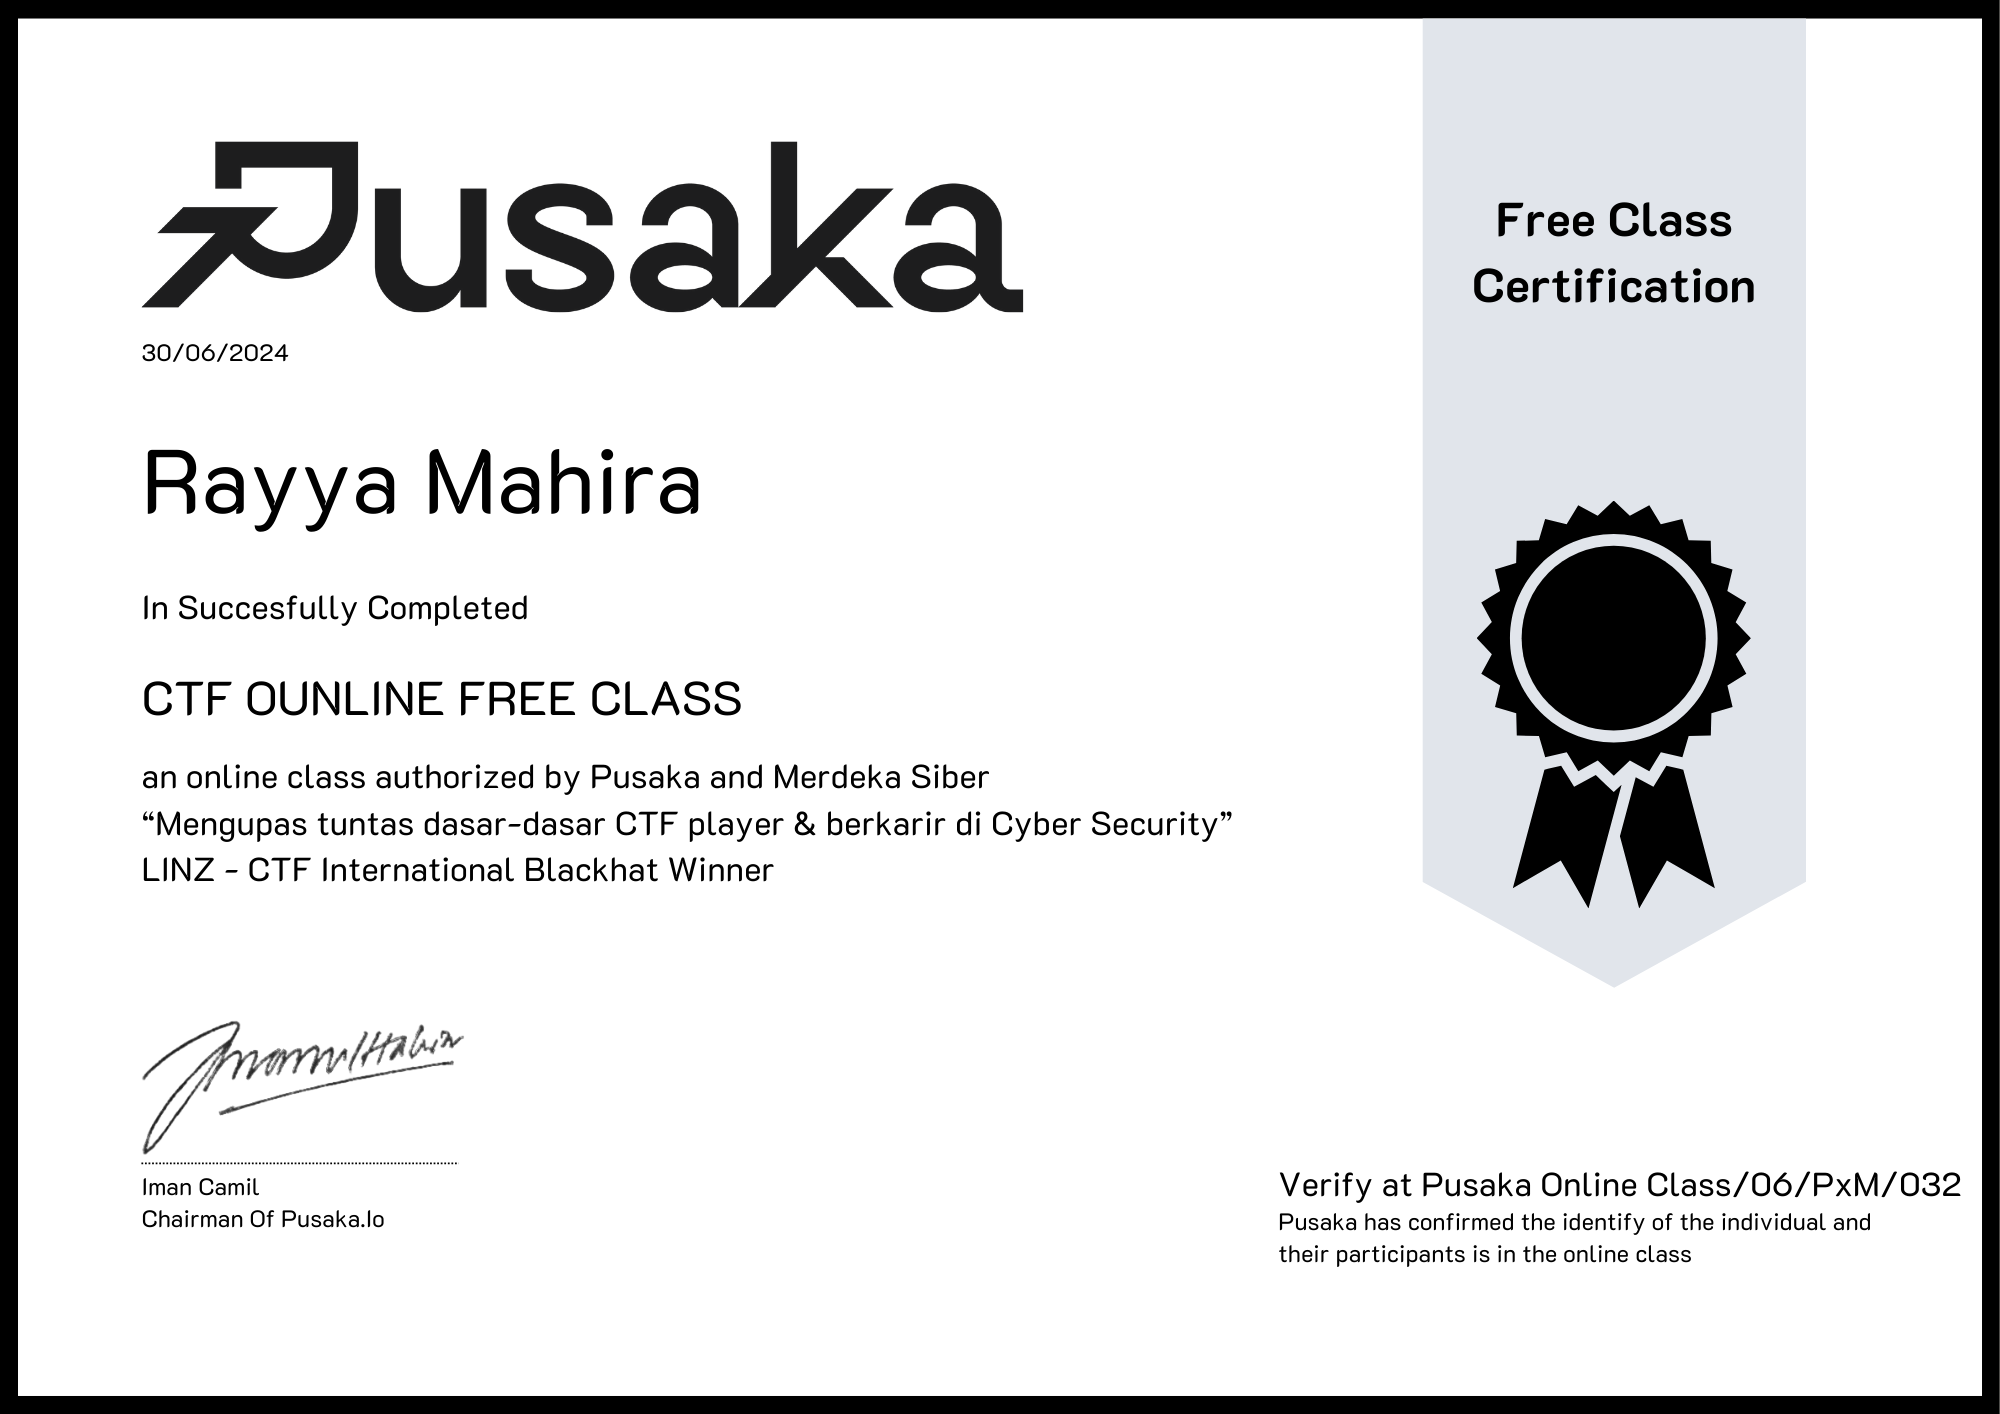 Pusaka
30/06/2024
Free Class
Certification
Rayya Mahira
In Succesfully Completed
CTF OUNLINE FREE CLASS
an online class authorized by Pusaka and Merdeka Siber
“Mengupas tuntas dasar-dasar CTF player & berkarir di Cyber Security”
LINZ - CTF International Blackhat Winner
Iman Camil
Chairman Of Pusaka.Io
Verify at Pusaka Online Class/06/PxM/032
Pusaka has confirmed the identify of the individual and
their participants is in the online class